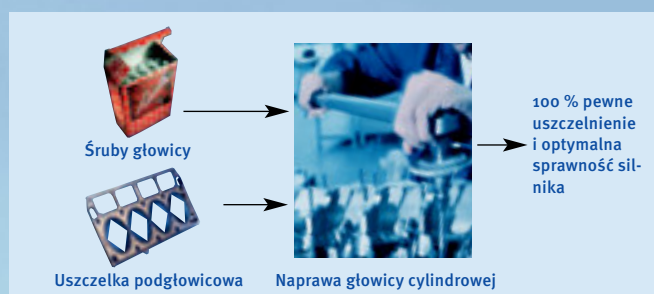 Śruby głowicy
Uszczelka podgłowicowa
Naprawa głowicy cylindrowej
100 % pewne
uszczelnienie
i optymalna
sprawność sil-
nika